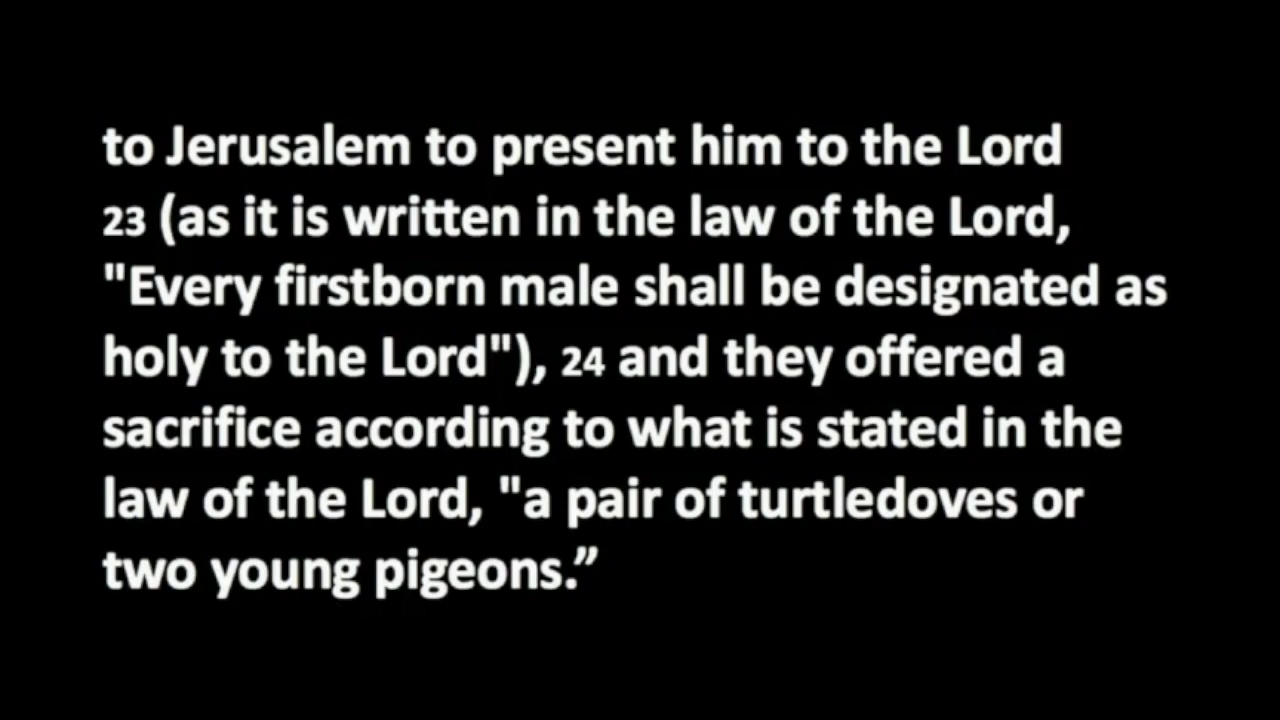 to Jerusalem to present him to the Lord
23 (as it is written in the law of the Lord,
"Every firstborn male shall be designated as
holy to the Lord"), 24 and they offered a
sacrifice according to what is stated in the
law of the Lord, "a pair of turtledoves or
two young pigeons.”